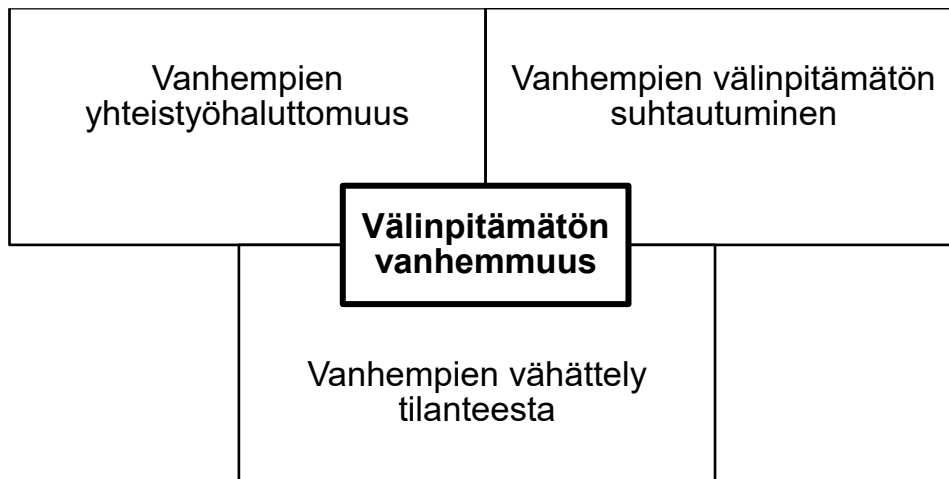 Vanhempien
yhteistyöhaluttomuus
Vanhempien välinpitämätön
suhtautuminen
Välinpitämätön
vanhemmuus
Vanhempien vähättely
tilanteesta